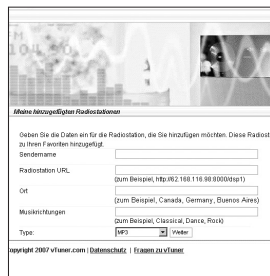 FM
104 90
Meine hinzugefügten Radiostationen
Geben Sie die Daten ein für die Radiostation, die Sie hinzufügen möchten. Diese Radiost
zu Ihren Favoriten hinzugefügt.
Sendername
Radiostation URL
(zum Beispiel, http://62.168.116.98:8000/dsp1)
Ort
(zum Beispiel, Canada, Germany, Buenos Aires)
Musikrichtungen
(zum Beispiel, Classical, Dance, Rock)
Type: MP3 Weiter
opyright 2007 vTuner.com | Datenschutz | Fragen zu vTuner